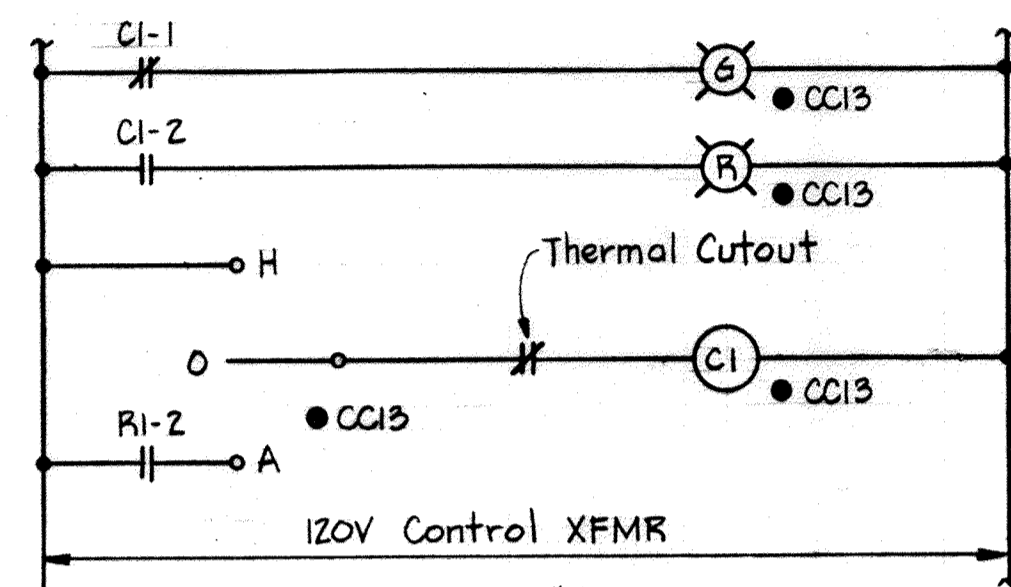 C1-1
G
CC13
C1-2
R
CC13
H
Thermal Cutout
O
C1
CC13
CC13
R1-2
A
120V Control XFMR